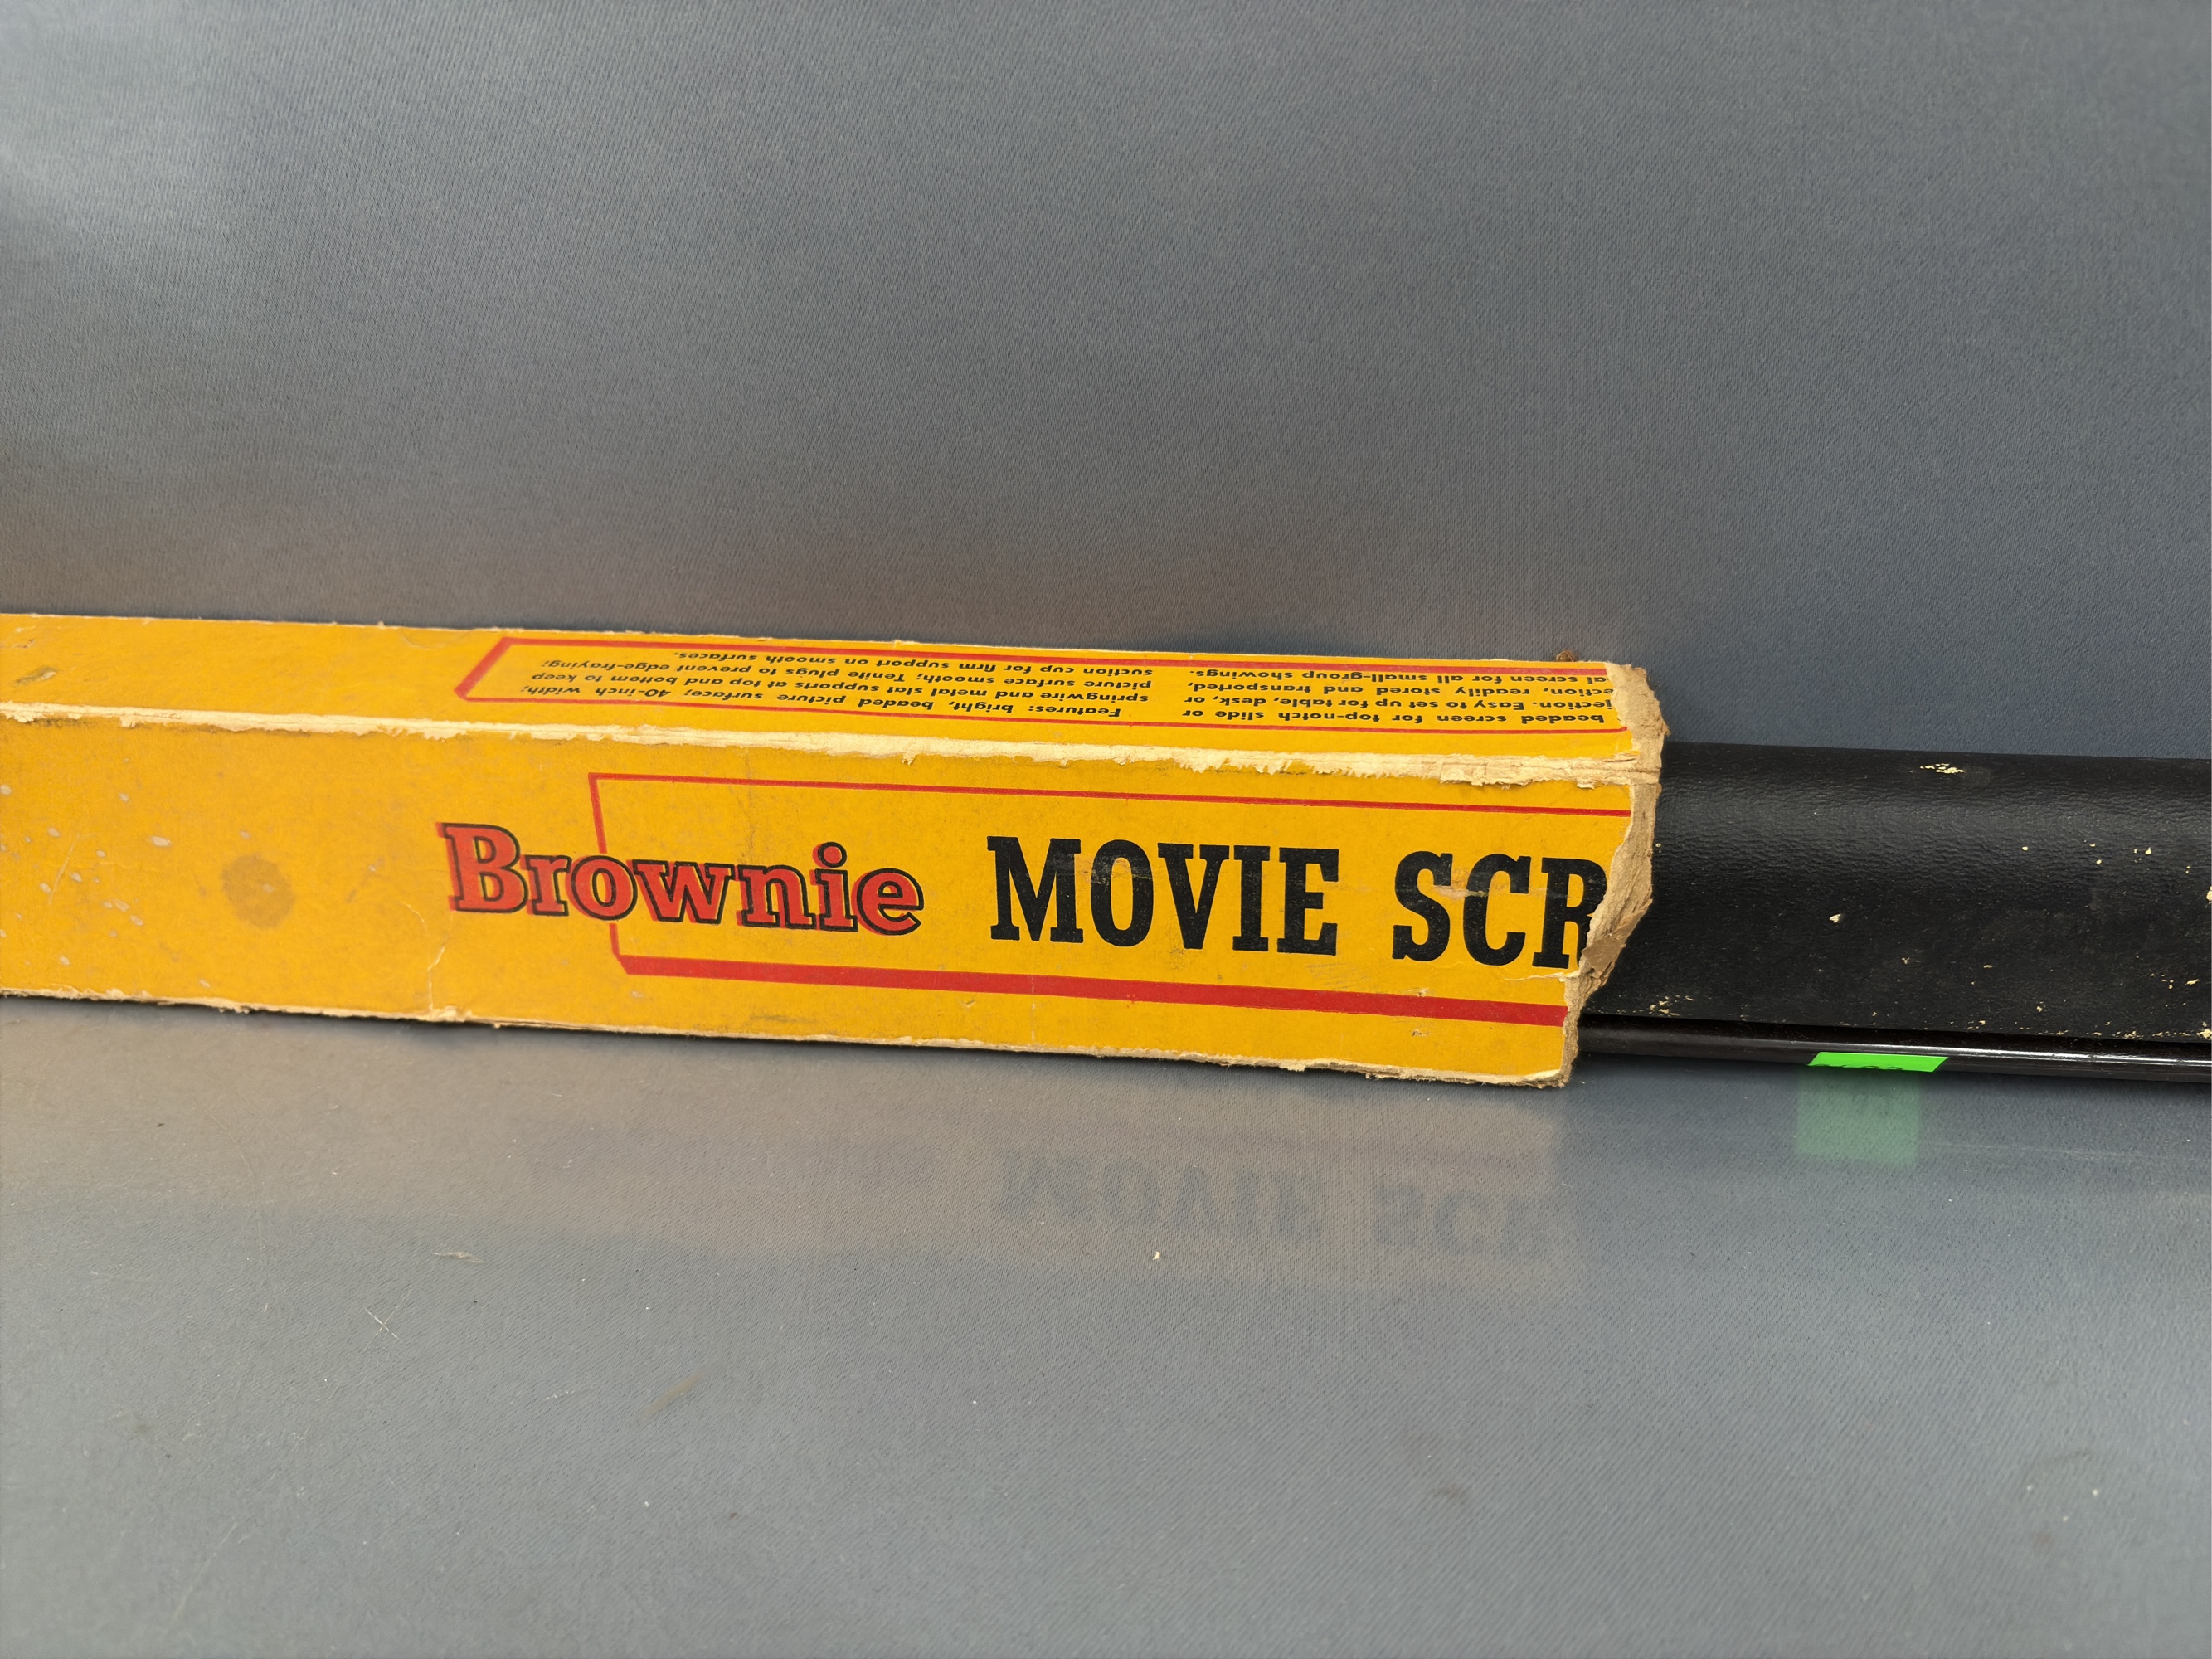 Brownie MOVIE SCR
beaded screen for top-notch slide or
jection. Easy to set up for table, desk, or
ection, readily stored and transported,
al screen for all small-group showings.
Features: bright, beaded picture surface; 40-inch width;
springwire and metal slat supports at top and bottom to keep
picture surface smooth; Tenite plugs to prevent edge-fraying;
suction cup for firm support on smooth surfaces.